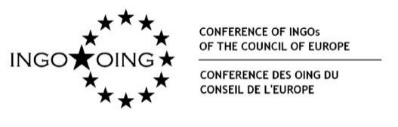 INGO★OING
CONFERENCE OF INGOs
OF THE COUNCIL OF EUROPE
CONFERENCE DES OING DU
CONSEIL DE L'EUROPE